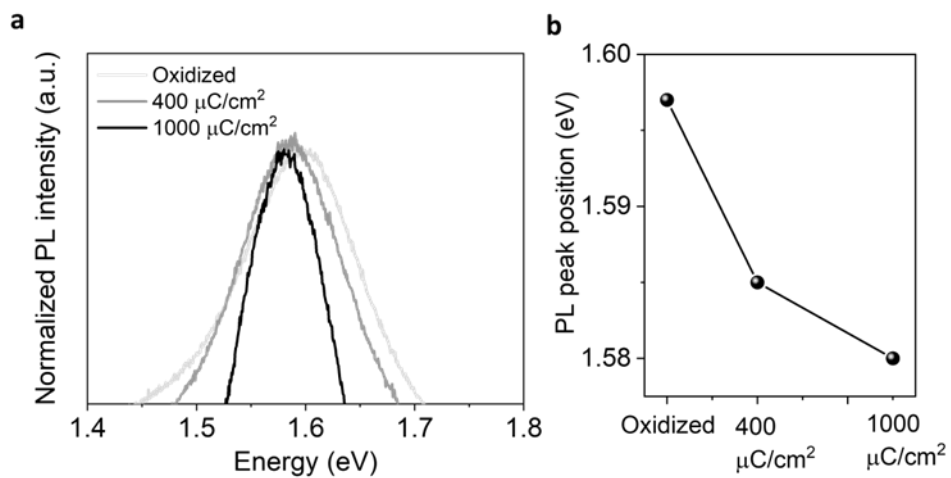 a
Normalized PL intensity (a.u.)
Oxidized
400 μC/cm²
1000 μC/cm²
1.4
1.5
1.6
1.7
1.8
Energy (eV)
b
PL peak position (eV)
1.60
1.59
1.58
Oxidized
400
μC/cm²
1000
μC/cm²